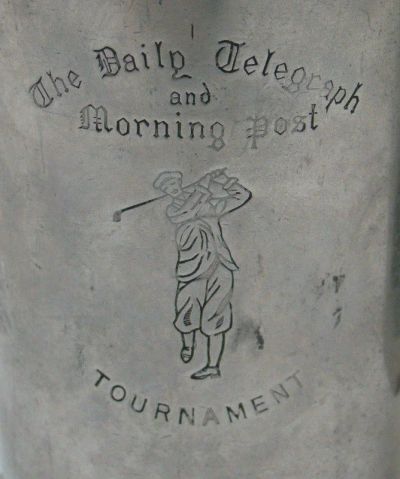 The Daily Telegraph
and
Morning Post
TOURNAMENT